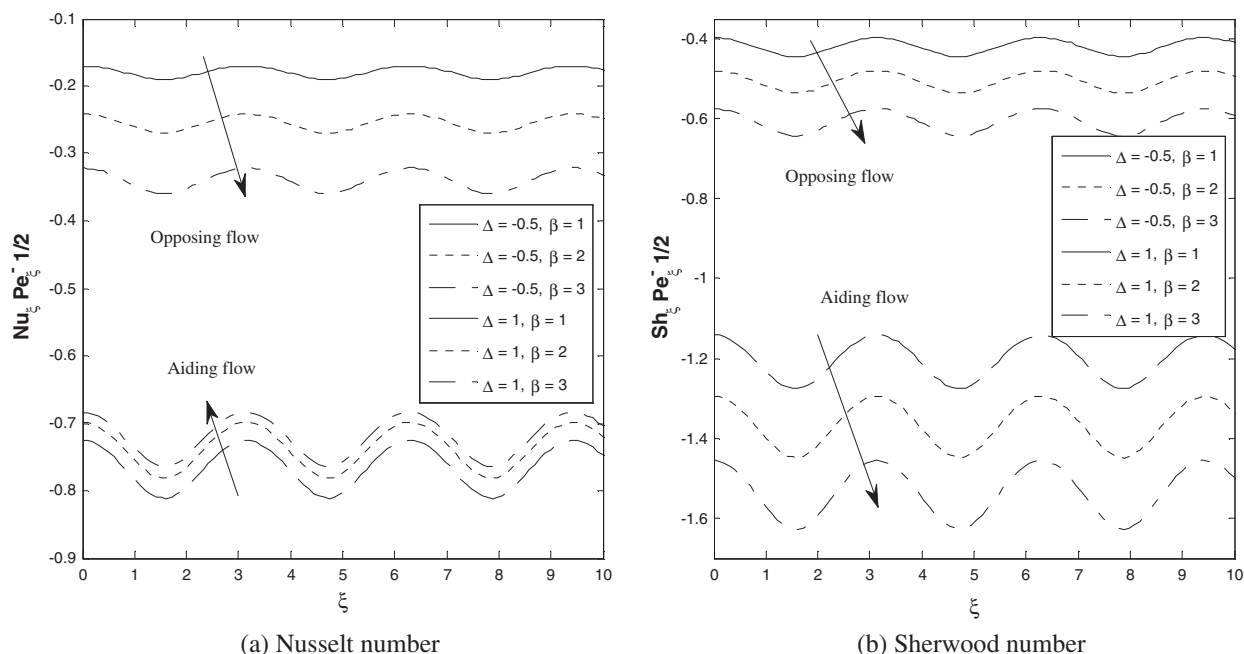 -0.1
-0.2
-0.3
-0.4
-0.5
-0.6
-0.7
-0.8
-0.9
0 1 2 3 4 5 6 7 8 9 10
Nu_ξ Pe_ξ^- 1/2
ξ
Opposing flow
Aiding flow
Δ = -0.5, β = 1
Δ = -0.5, β = 2
Δ = -0.5, β = 3
Δ = 1, β = 1
Δ = 1, β = 2
Δ = 1, β = 3
(a) Nusselt number
-0.4
-0.6
-0.8
-1
-1.2
-1.4
-1.6
0 1 2 3 4 5 6 7 8 9 10
Sh_ξ Pe_ξ^- 1/2
ξ
Opposing flow
Aiding flow
Δ = -0.5, β = 1
Δ = -0.5, β = 2
Δ = -0.5, β = 3
Δ = 1, β = 1
Δ = 1, β = 2
Δ = 1, β = 3
(b) Sherwood number